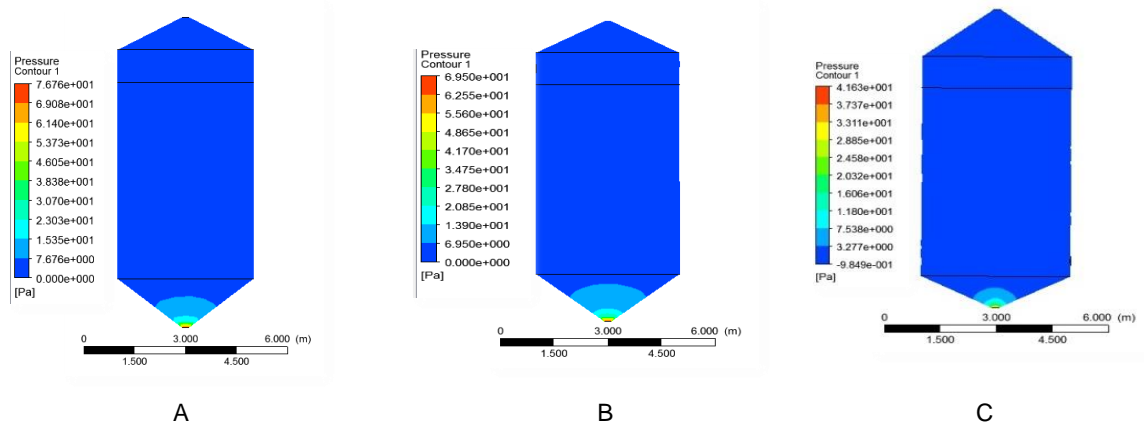 Pressure
Contour 1
7.676e+001
6.908e+001
6.140e+001
5.373e+001
4.605e+001
3.838e+001
3.070e+001
2.303e+001
1.535e+001
7.676e+000
0.000e+000
[Pa]
0 3.000 6.000 (m)
1.500 4.500
A
Pressure
Contour 1
6.950e+001
6.255e+001
5.560e+001
4.865e+001
4.170e+001
3.475e+001
2.780e+001
2.085e+001
1.390e+001
6.950e+000
0.000e+000
[Pa]
0 3.000 6.000 (m)
1.500 4.500
B
Pressure
Contour 1
4.163e+001
3.737e+001
3.311e+001
2.885e+001
2.458e+001
2.032e+001
1.606e+001
1.180e+001
7.538e+000
3.277e+000
-9.849e-001
[Pa]
0 3.000 6.000 (m)
1.500 4.500
C